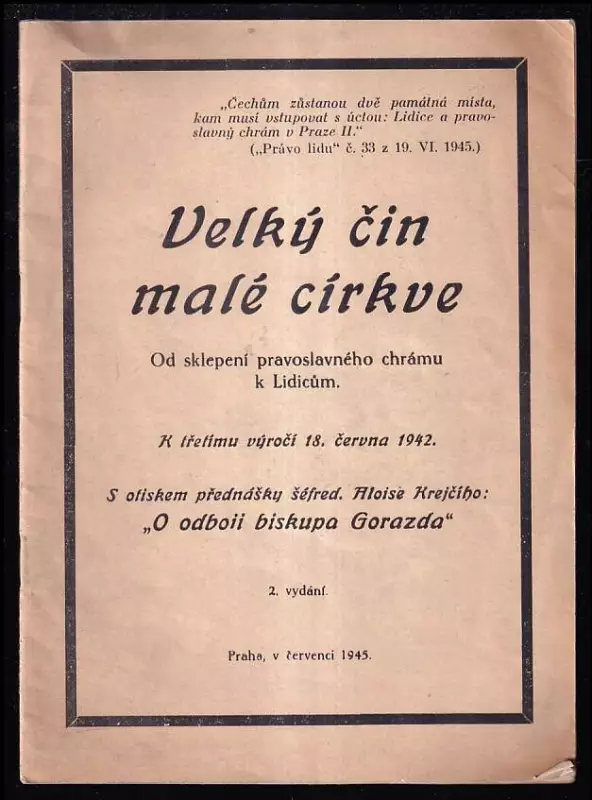 „Čechům zůstanou dvě památná místa,
kam musí vstupovat s úctou: Lidice a pravo-
slavný chrám v Praze II."
(„Právo lidu" č. 33 z 19. VI. 1945.)
Velký čin
malé církve
Od sklepení pravoslavného chrámu
k Lidicům.
K třetímu výročí 18. června 1942.
S otiskem přednášky šéfred. Aloise Krejčího:
„O odboji biskupa Gorazda"
2. vydání.
Praha, v červenci 1945.